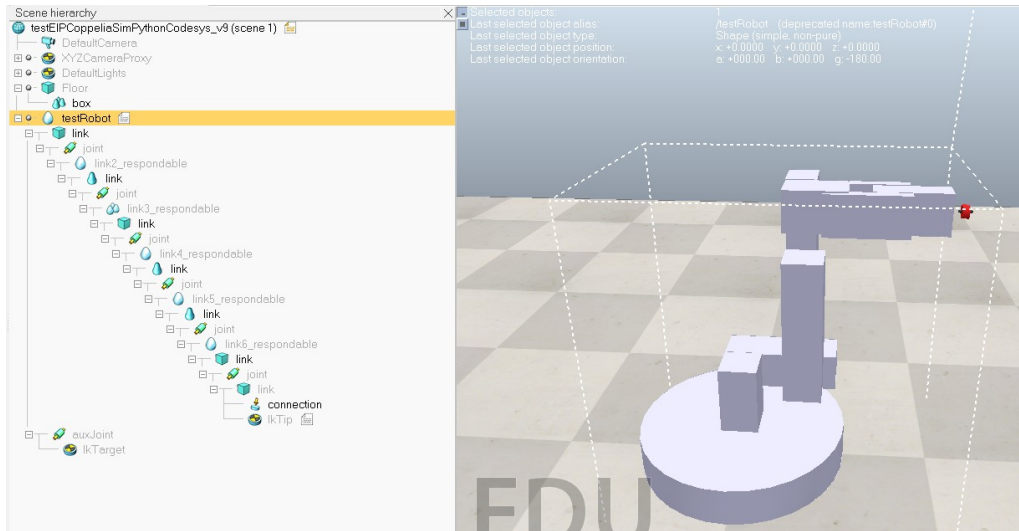 Scene hierarchy
testEIPCoppeliaSimPythonCodesys_v9 (scene 1)
DefaultCamera
XYZCameraProxy
DefaultLights
Floor
box
testRobot
link
joint
link2_respondable
link
joint
link3_respondable
link
joint
link4_respondable
link
joint
link5_respondable
link
joint
link6_respondable
link
joint
link
connection
IkTip
auxJoint
IkTarget
Selected objects: 1
Last selected object alias: /testRobot (deprecated name:testRobot#0)
Last selected object type: Shape (simple, non-pure)
Last selected object position: x: +0.0000 y: +0.0000 z: +0.0000
Last selected object orientation: a: +000.00 b: +000.00 g: -180.00
EDU